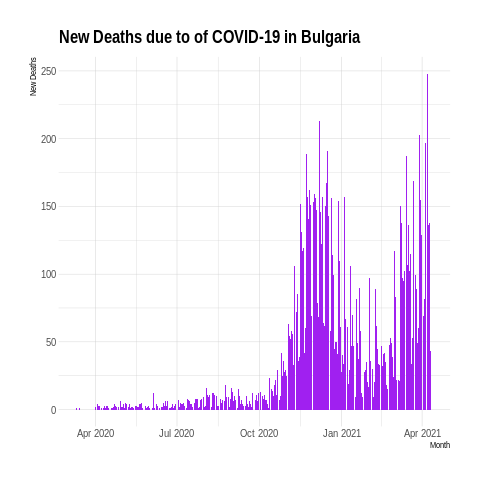 New Deaths due to of COVID-19 in Bulgaria
New Deaths
250
200
150
100
50
0
Apr 2020 Jul 2020 Oct 2020 Jan 2021 Apr 2021
Month